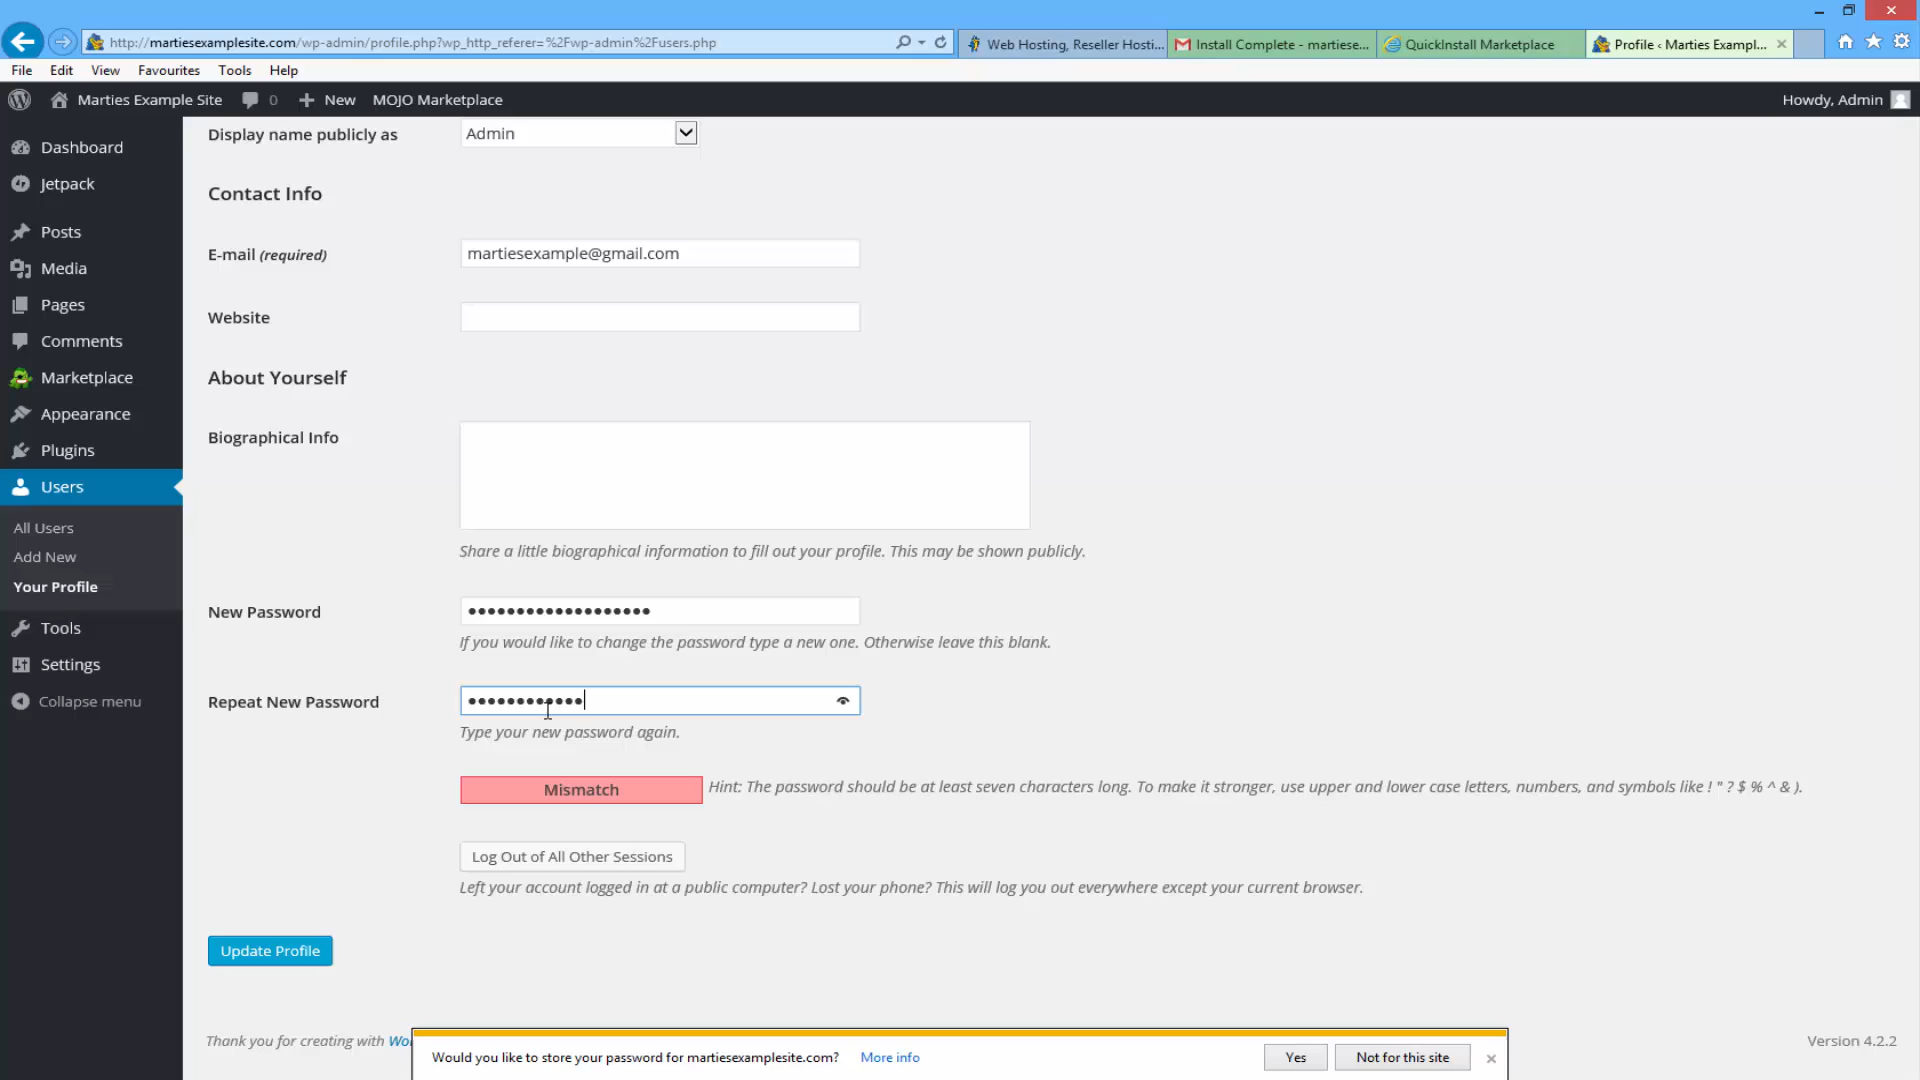 http://martiesexamplesite.com/wp-admin/profile.php?wp_http_referer=%2Fwp-admin%2Fusers.php
Web Hosting, Reseller Hosti...
Install Complete - martiese...
QuickInstall Marketplace
Profile ‹ Marties Exampl...
File Edit View Favourites Tools Help
Marties Example Site 0 New MOJO Marketplace Howdy, Admin
Dashboard
Jetpack
Posts
Media
Pages
Comments
Marketplace
Appearance
Plugins
Users
All Users
Add New
Your Profile
Tools
Settings
Collapse menu
Display name publicly as Admin
Contact Info
E-mail (required) martiesexample@gmail.com
Website
About Yourself
Biographical Info
Share a little biographical information to fill out your profile. This may be shown publicly.
New Password ●●●●●●●●●●●●●●●●●●●
If you would like to change the password type a new one. Otherwise leave this blank.
Repeat New Password ●●●●●●●●●●●●
Type your new password again.
Mismatch Hint: The password should be at least seven characters long. To make it stronger, use upper and lower case letters, numbers, and symbols like ! " ? $ % ^ & ).
Log Out of All Other Sessions
Left your account logged in at a public computer? Lost your phone? This will log you out everywhere except your current browser.
Update Profile
Thank you for creating with Wo
Version 4.2.2
Would you like to store your password for martiesexamplesite.com? More info Yes Not for this site